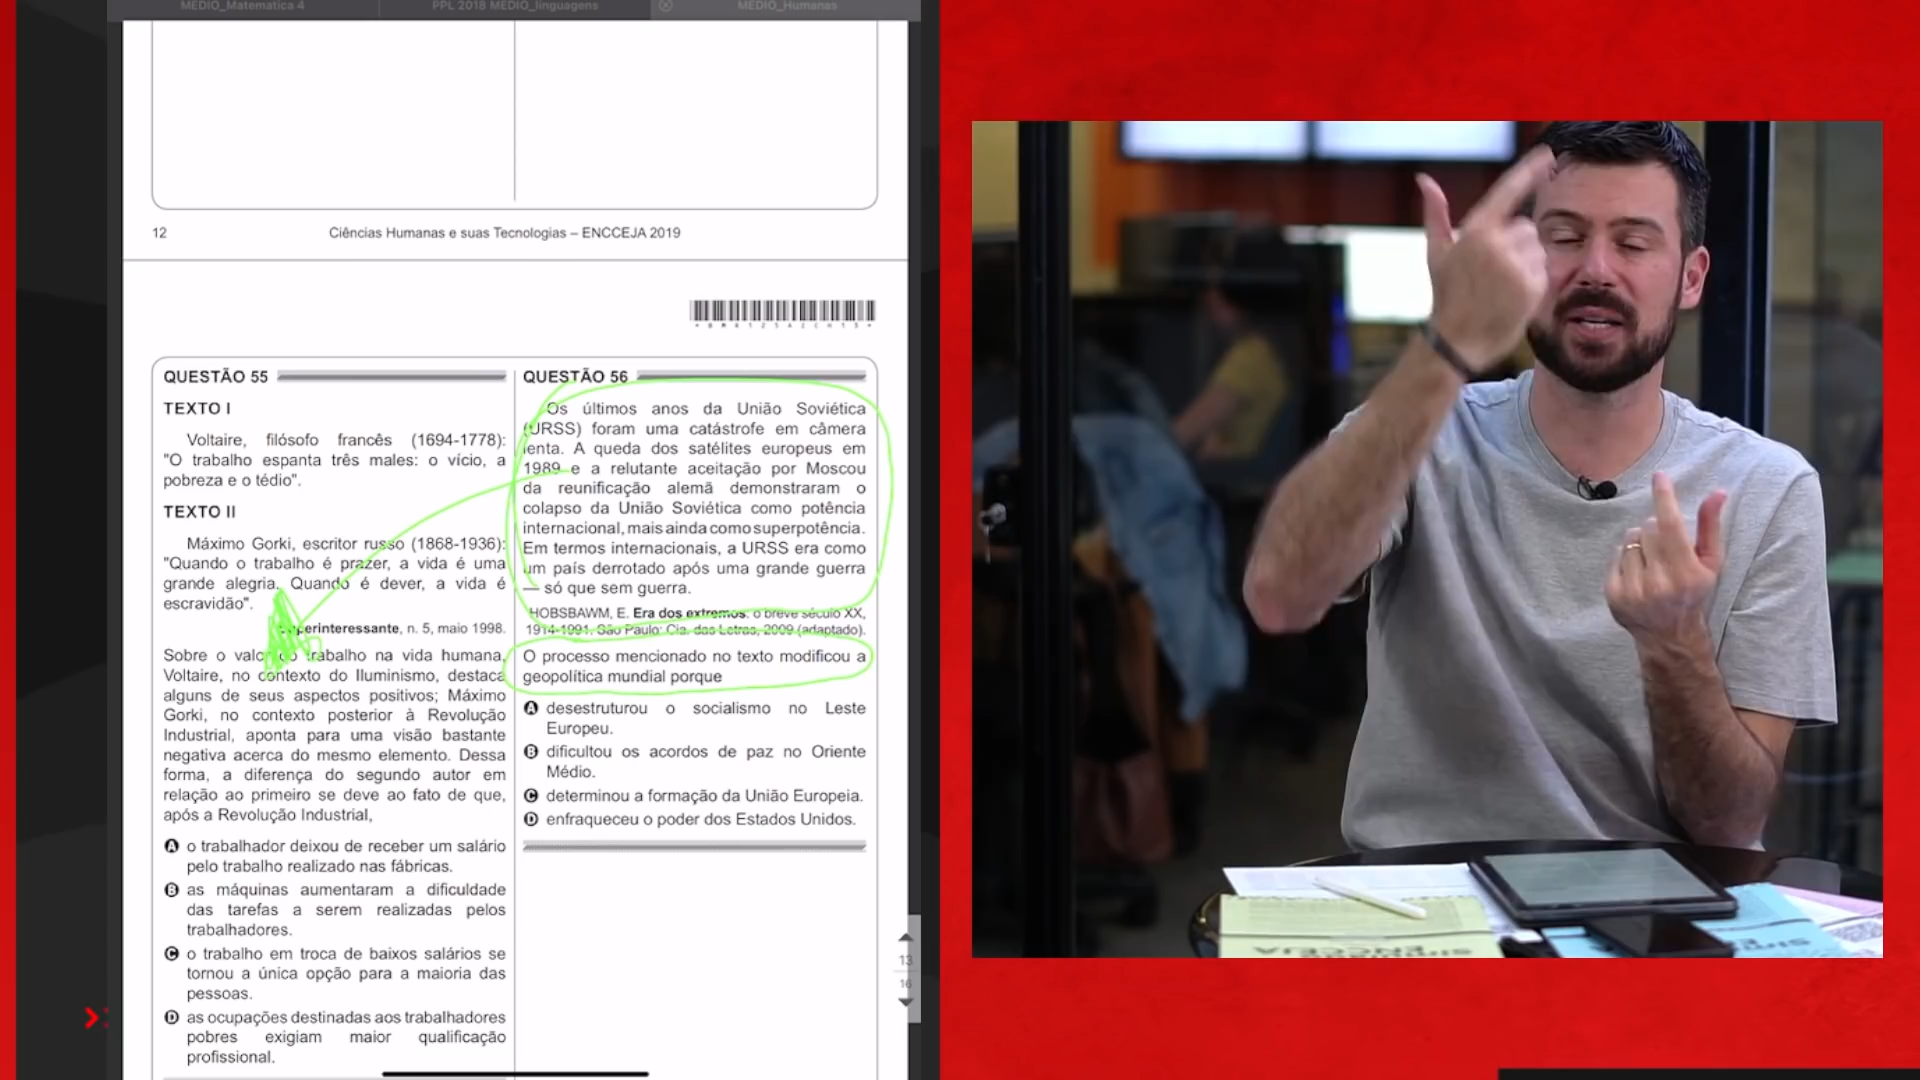 MEDIO_Matematica 4
PPL 2018 MEDIO_linguagens
MEDIO_Humanas
12
Ciências Humanas e suas Tecnologias – ENCCEJA 2019
QUESTÃO 55
TEXTO I
Voltaire, filósofo francês (1694-1778):
"O trabalho espanta três males: o vício, a
pobreza e o tédio".
TEXTO II
Máximo Gorki, escritor russo (1868-1936):
"Quando o trabalho é prazer, a vida é uma
grande alegria. Quando é dever, a vida é
escravidão".
, n. 5, maio 1998.
Sobre o trabalho na vida humana,
Voltaire, no contexto do Iluminismo, destaca
alguns de seus aspectos positivos; Máximo
Gorki, no contexto posterior à Revolução
Industrial, aponta para uma visão bastante
negativa acerca do mesmo elemento. Dessa
forma, a diferença do segundo autor em
relação ao primeiro se deve ao fato de que,
após a Revolução Industrial,
A o trabalhador deixou de receber um salário
pelo trabalho realizado nas fábricas.
B as máquinas aumentaram a dificuldade
das tarefas a serem realizadas pelos
trabalhadores.
C o trabalho em troca de baixos salários se
tornou a única opção para a maioria das
pessoas.
D as ocupações destinadas aos trabalhadores
pobres exigiam maior qualificação
profissional.
QUESTÃO 56
Os últimos anos da União Soviética
(URSS) foram uma catástrofe em câmera
lenta. A queda dos satélites europeus em
1989 e a relutante aceitação por Moscou
da reunificação alemã demonstraram o
colapso da União Soviética como potência
internacional, mais ainda como superpotência.
Em termos internacionais, a URSS era como
um país derrotado após uma grande guerra
— só que sem guerra.
HOBSBAWM, E. Era dos extremos: o breve século XX,
1914-1991. São Paulo: Cia. das Letras, 2009 (adaptado).
O processo mencionado no texto modificou a
geopolítica mundial porque
A desestruturou o socialismo no Leste
Europeu.
B dificultou os acordos de paz no Oriente
Médio.
C determinou a formação da União Europeia.
D enfraqueceu o poder dos Estados Unidos.
13
16
ENCCEJA